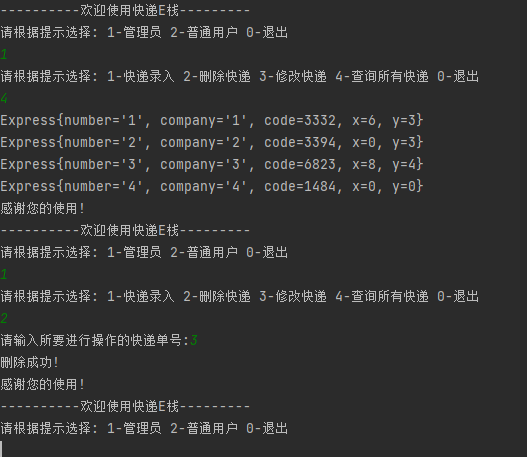 ----------欢迎使用快递E栈---------
请根据提示选择: 1-管理员 2-普通用户 0-退出
1
请根据提示选择: 1-快递录入 2-删除快递 3-修改快递 4-查询所有快递 0-退出
4
Express{number='1', company='1', code=3332, x=6, y=3}
Express{number='2', company='2', code=3394, x=0, y=3}
Express{number='3', company='3', code=6823, x=8, y=4}
Express{number='4', company='4', code=1484, x=0, y=0}
感谢您的使用!
----------欢迎使用快递E栈---------
请根据提示选择: 1-管理员 2-普通用户 0-退出
1
请根据提示选择: 1-快递录入 2-删除快递 3-修改快递 4-查询所有快递 0-退出
2
请输入所要进行操作的快递单号:3
删除成功!
感谢您的使用!
----------欢迎使用快递E栈---------
请根据提示选择: 1-管理员 2-普通用户 0-退出